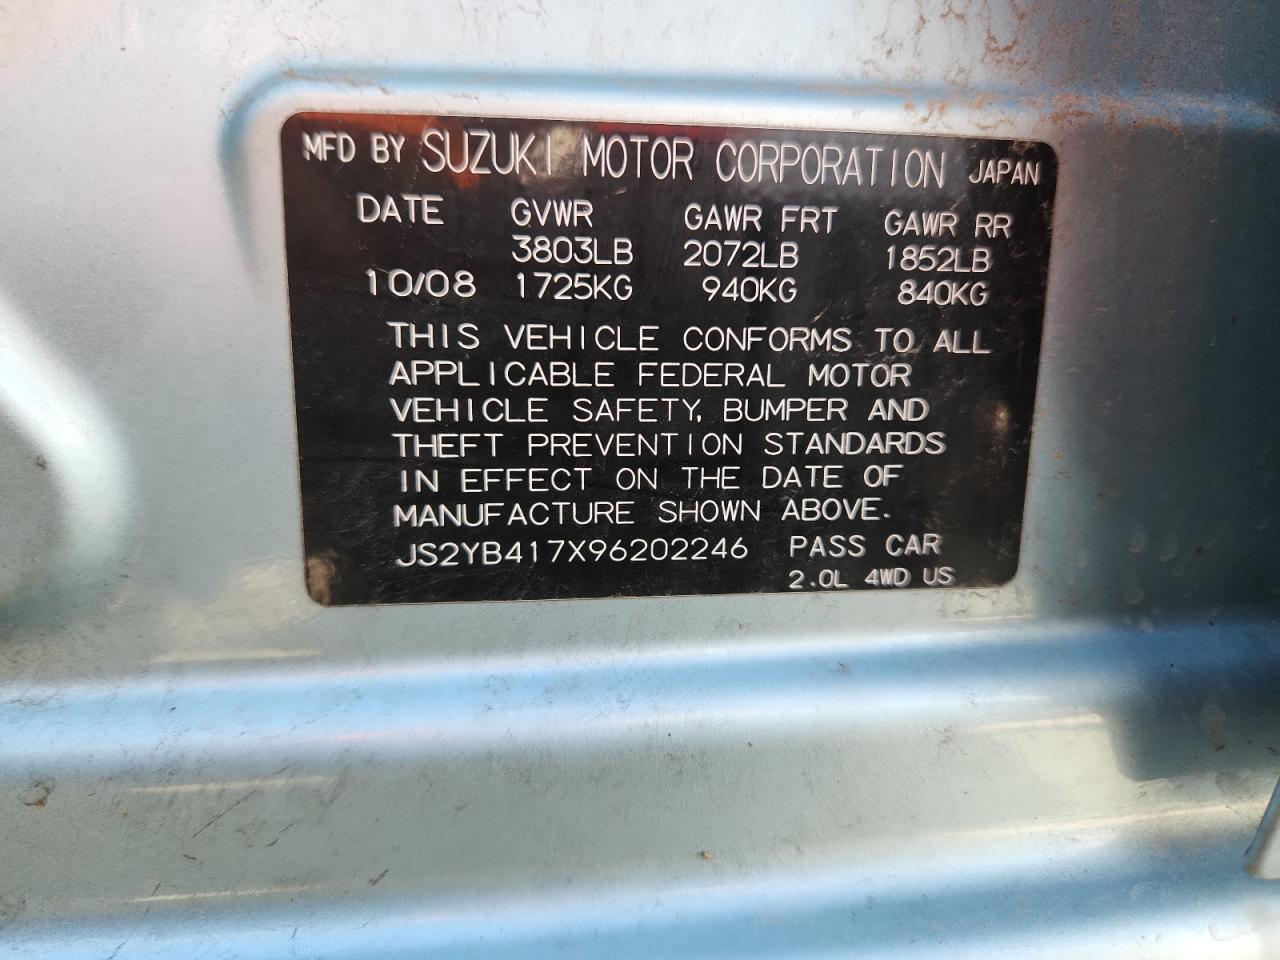 MFD BY SUZUKI MOTOR CORPORATION JAPAN
DATE GVWR GAWR FRT GAWR RR
3803LB 2072LB 1852LB
10/08 1725KG 940KG 840KG
THIS VEHICLE CONFORMS TO ALL
APPLICABLE FEDERAL MOTOR
VEHICLE SAFETY, BUMPER AND
THEFT PREVENTION STANDARDS
IN EFFECT ON THE DATE OF
MANUFACTURE SHOWN ABOVE.
JS2YB417X96202246 PASS CAR
2.0L 4WD US